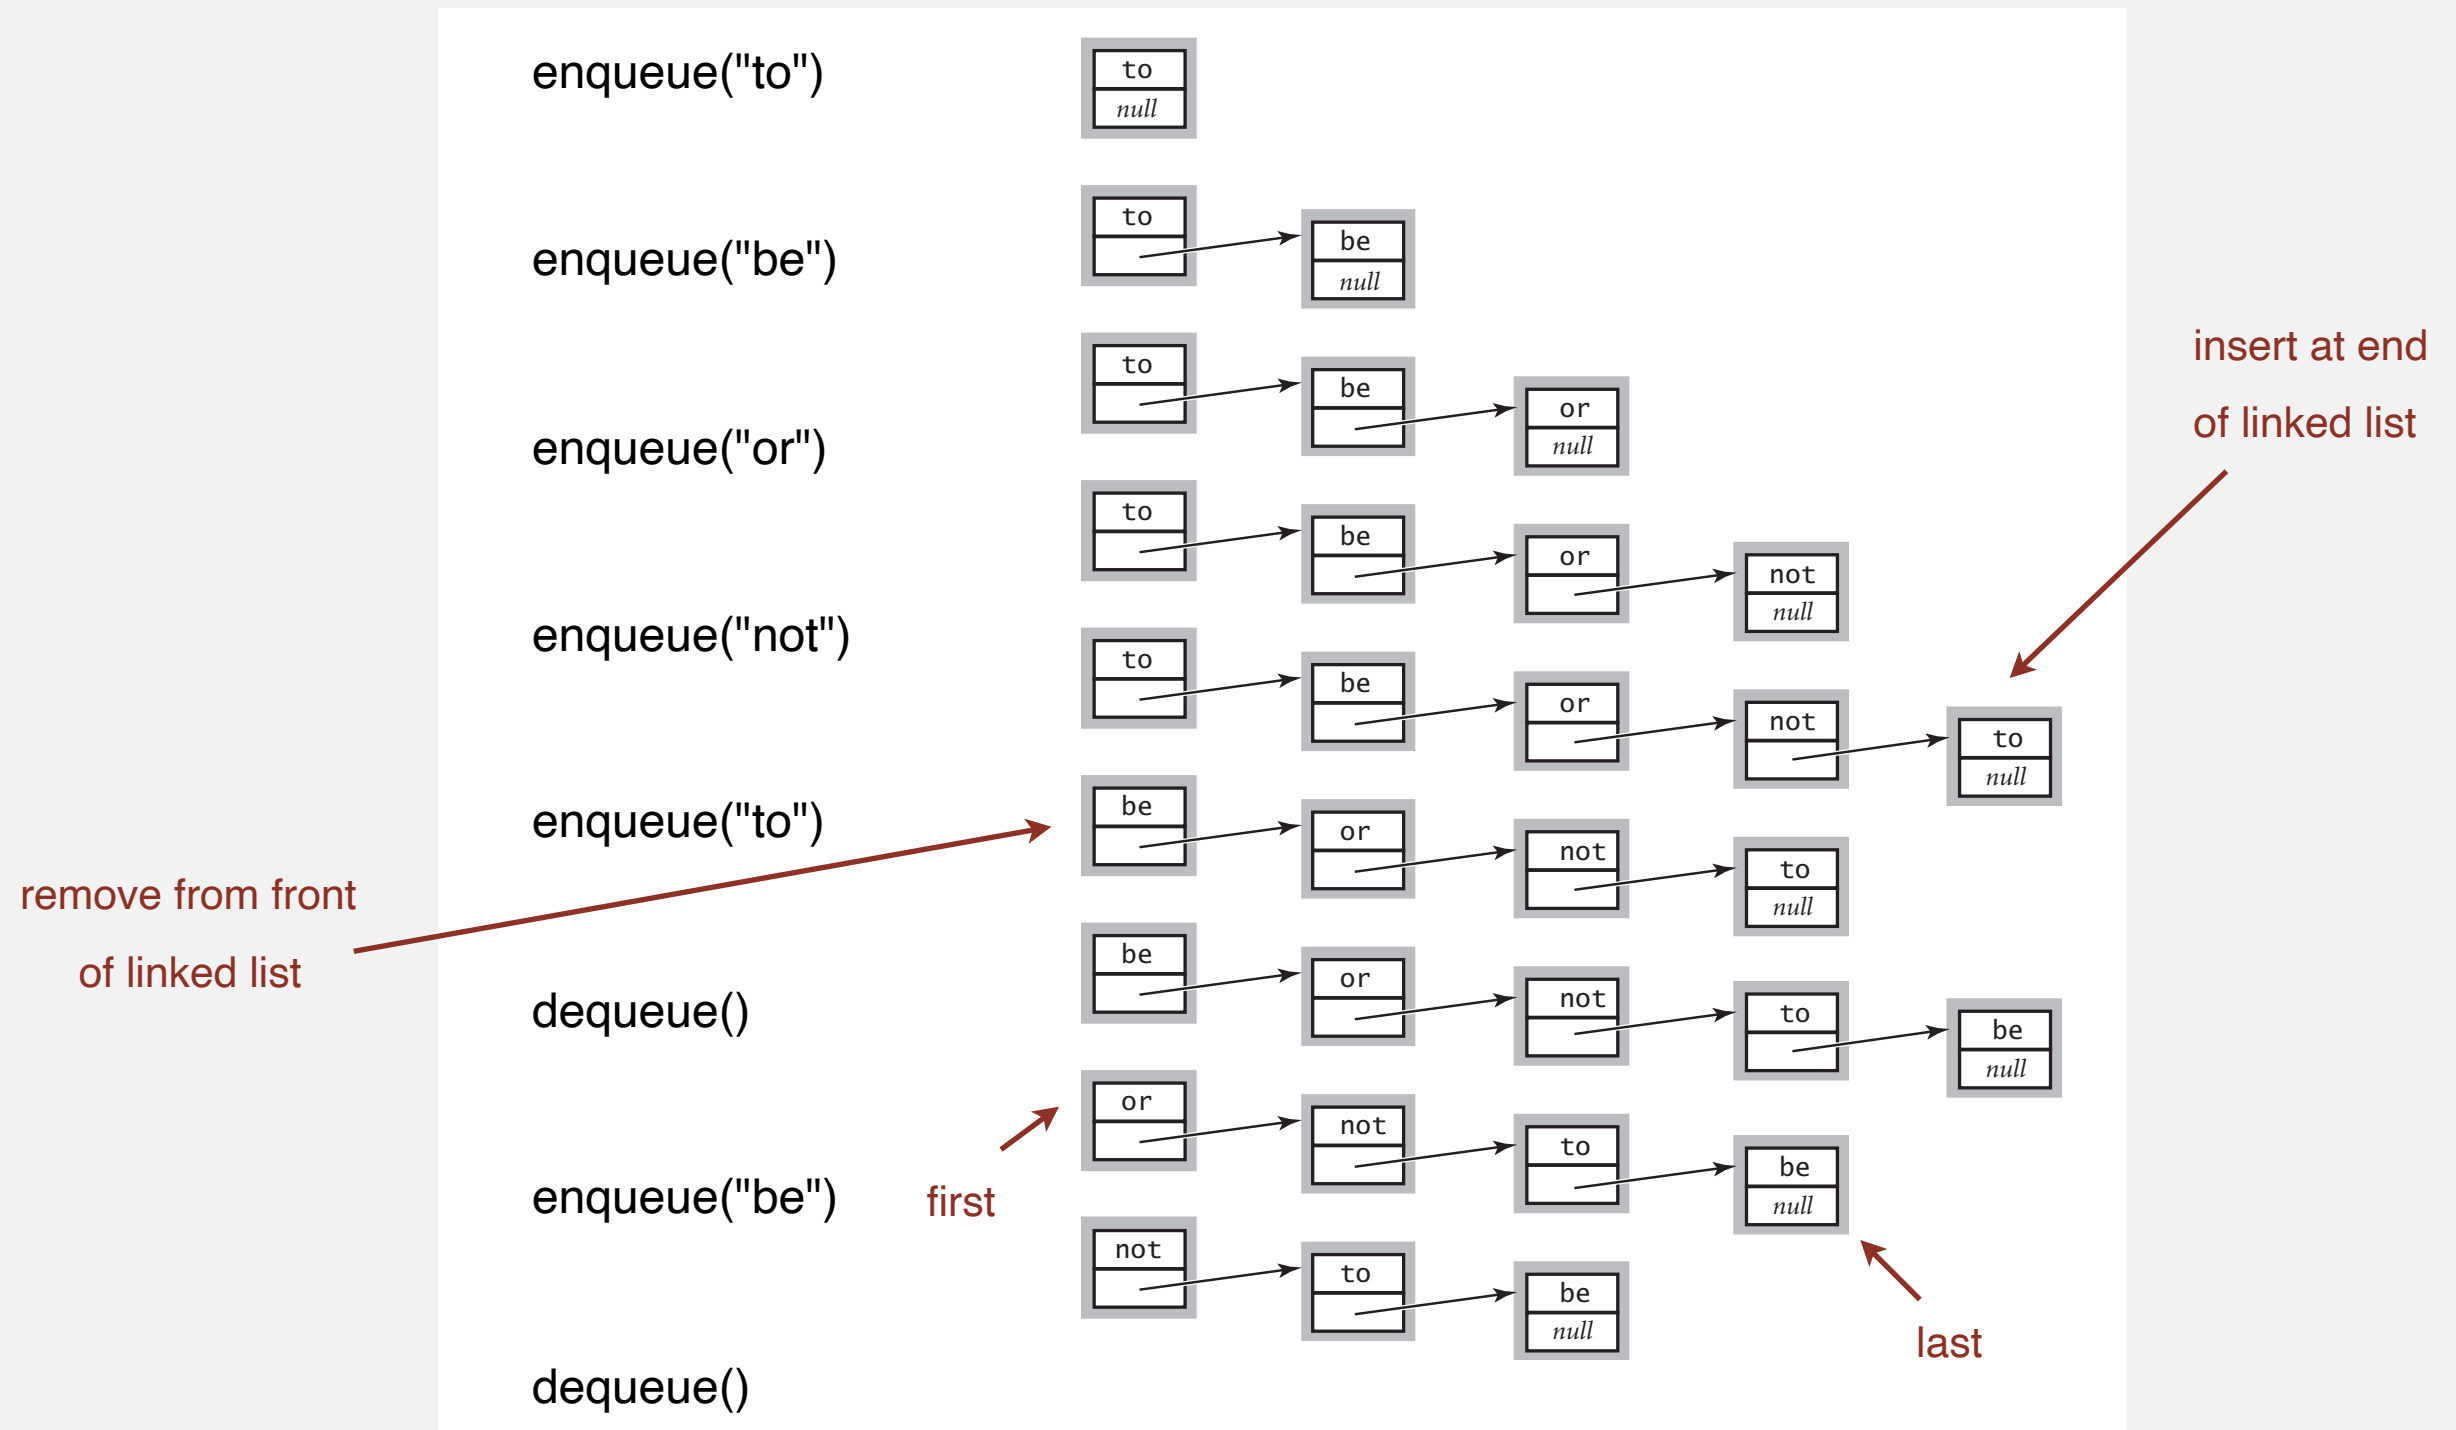 enqueue("to")
to
null
enqueue("be")
to
be
null
insert at end
of linked list
enqueue("or")
to
be
or
null
to
be
or
not
null
enqueue("not")
to
be
or
not
to
null
enqueue("to")
remove from front
of linked list
be
or
not
to
null
dequeue()
be
or
not
to
be
null
enqueue("be")
first
or
not
to
be
null
last
not
to
be
null
dequeue()